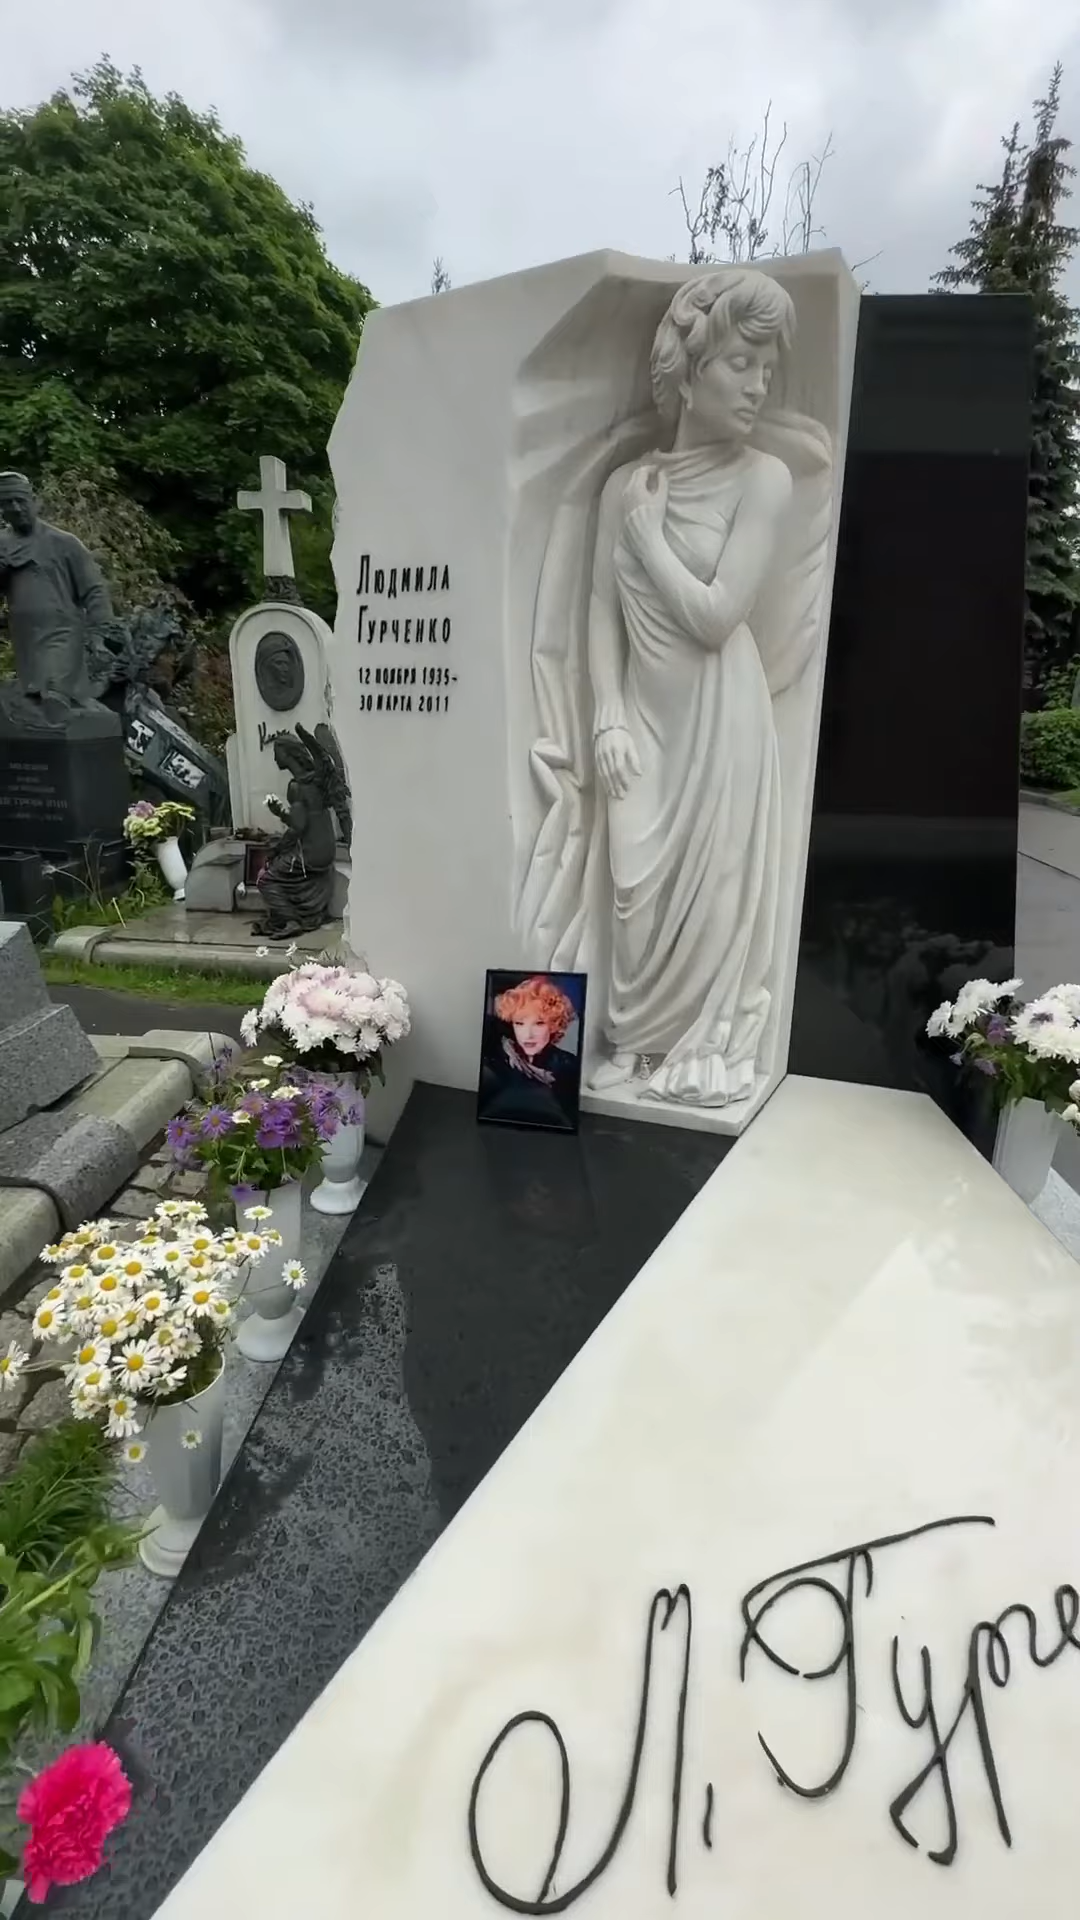 Людмила
Гурченко
12 ноября 1935-
30 марта 2011
Л. Гурче